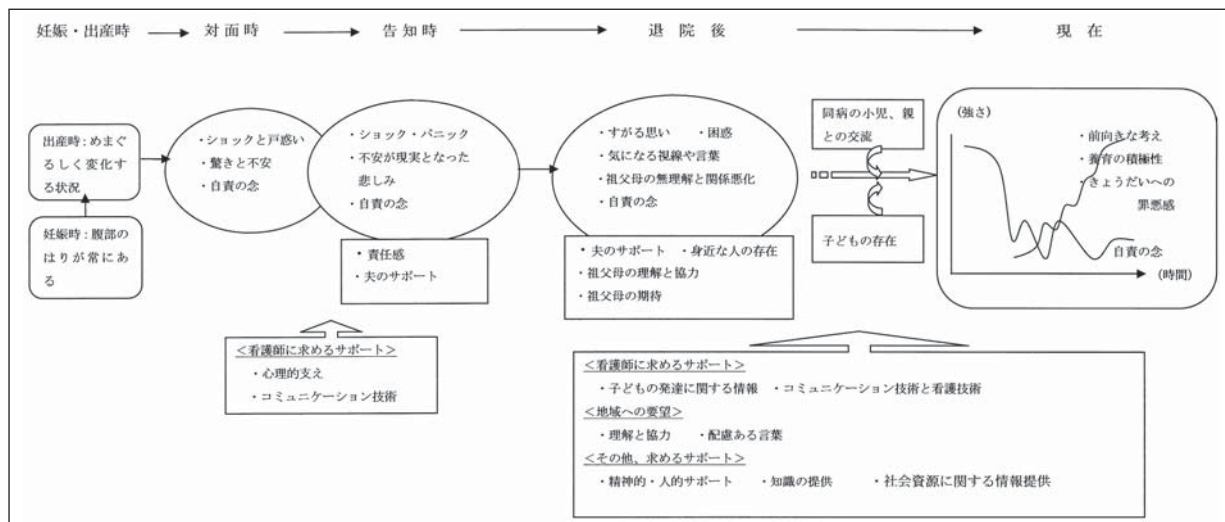 妊娠・出産時 対面時 告知時 退院後 現在
出産時：めまぐ
るしく変化す
る状況
妊娠時：腹部の
はりが常にあ
る
・ショックと戸惑い
・驚きと不安
・自責の念
・ショック・パニック
・不安が現実となった
悲しみ
・自責の念
・責任感
・夫のサポート
<看護師に求めるサポート>
・心理的支え
・コミュニケーション技術
・すがる思い ・困惑
・気になる視線や言葉
・祖父母の無理解と関係悪化
・自責の念
・夫のサポート ・身近な人の存在
・祖父母の理解と協力
・祖父母の期待
同病の小児、親
との交流
子どもの存在
(強さ)
・前向きな考え
・養育の積極性
・きょうだいへの
罪悪感
自責の念
(時間)
<看護師に求めるサポート>
・子どもの発達に関する情報 ・コミュニケーション技術と看護技術
<地域への要望>
・理解と協力 ・配慮ある言葉
<その他、求めるサポート>
・精神的・人的サポート ・知識の提供 ・社会資源に関する情報提供